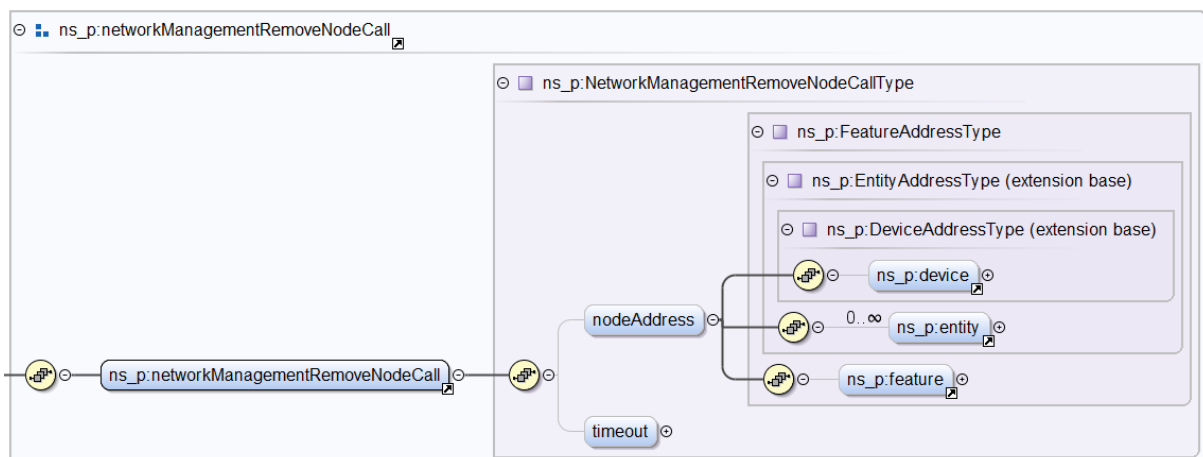 ns_p:networkManagementRemoveNodeCall
ns_p:NetworkManagementRemoveNodeCallType
ns_p:FeatureAddressType
ns_p:EntityAddressType (extension base)
ns_p:DeviceAddressType (extension base)
ns_p:device
nodeAddress
0..∞
ns_p:entity
ns_p:networkManagementRemoveNodeCall
ns_p:feature
timeout